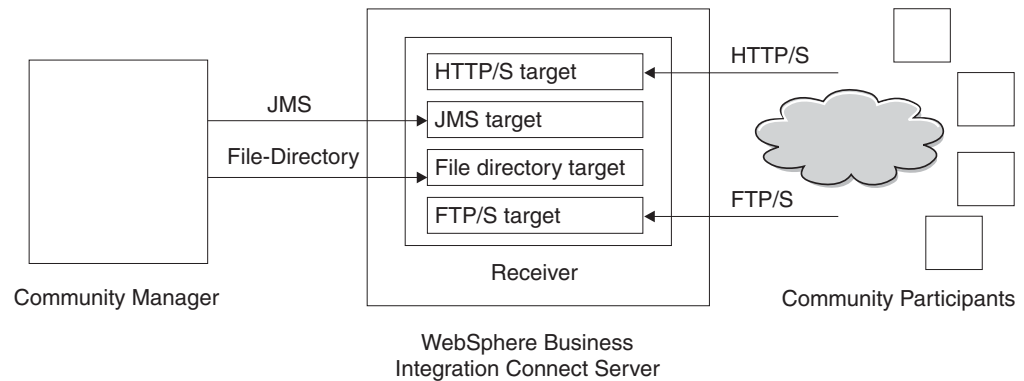 HTTP/S target
HTTP/S
JMS
JMS target
File-Directory
File directory target
FTP/S target
FTP/S
Receiver
Community Manager
Community Participants
WebSphere Business
Integration Connect Server